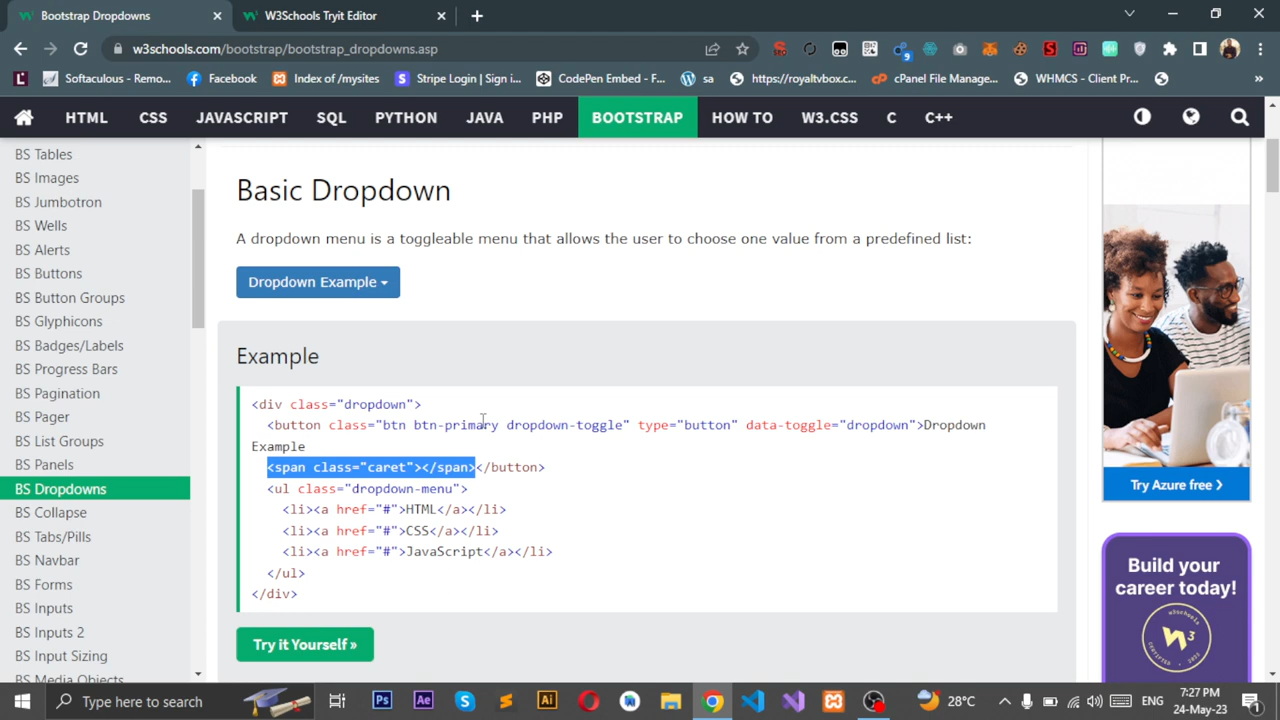 Bootstrap Dropdowns
W3Schools Tryit Editor
w3schools.com/bootstrap/bootstrap_dropdowns.asp
9
Softaculous - Remo...
Facebook
Index of /mysites
Stripe Login | Sign i...
CodePen Embed - F...
sa
https://royaltvbox.c...
cPanel File Manage...
WHMCS - Client Pr...
HTML
CSS
JAVASCRIPT
SQL
PYTHON
JAVA
PHP
BOOTSTRAP
HOW TO
W3.CSS
C
C++
BS Tables
BS Images
BS Jumbotron
BS Wells
BS Alerts
BS Buttons
BS Button Groups
BS Glyphicons
BS Badges/Labels
BS Progress Bars
BS Pagination
BS Pager
BS List Groups
BS Panels
BS Dropdowns
BS Collapse
BS Tabs/Pills
BS Navbar
BS Forms
BS Inputs
BS Inputs 2
BS Input Sizing
BS Media Objects
Basic Dropdown
A dropdown menu is a toggleable menu that allows the user to choose one value from a predefined list:
Dropdown Example
Example
<div class="dropdown">
<button class="btn btn-primary dropdown-toggle" type="button" data-toggle="dropdown">Dropdown
Example
<span class="caret"></span></button>
<ul class="dropdown-menu">
<li><a href="#">HTML</a></li>
<li><a href="#">CSS</a></li>
<li><a href="#">JavaScript</a></li>
</ul>
</div>
Try it Yourself »
Try Azure free
Build your
career today!
Type here to search
28°C
ENG
7:27 PM
24-May-23
1